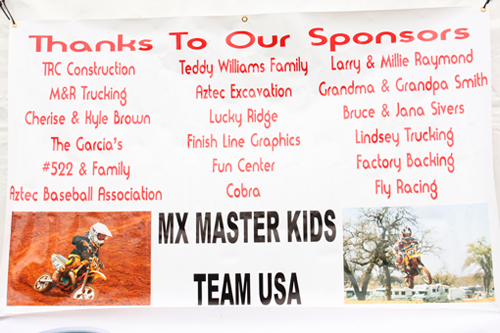 Thanks To Our Sponsors
TRC Construction
M&R Trucking
Cherise & Kyle Brown
The Garcia's
#522 & Family
Aztec Baseball Association
Teddy Williams Family
Aztec Excavation
Lucky Ridge
Finish Line Graphics
Fun Center
Cobra
Larry & Millie Raymond
Grandma & Grandpa Smith
Bruce & Jana Sivers
Lindsey Trucking
Factory Backing
Fly Racing
MX MASTER KIDS
TEAM USA